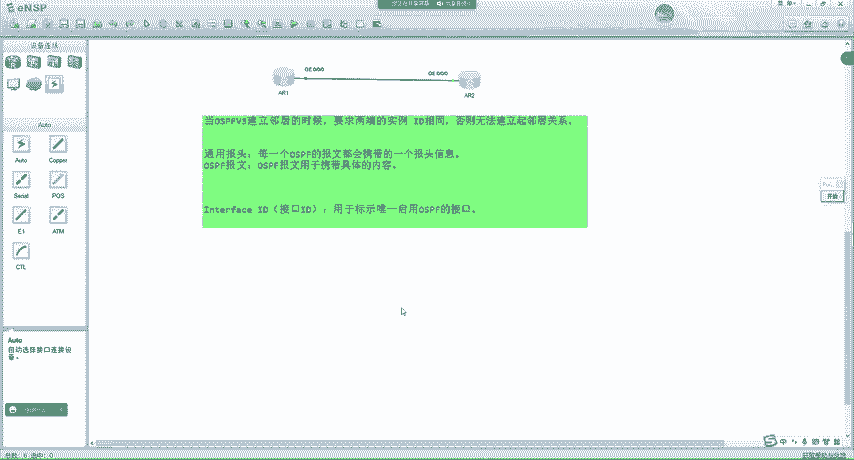 eNSP
设备连线
GE 0/0/0
GE 0/0/0
AR1
AR2
当OSPFV3建立邻居的时候，要求两端的实例 ID相同，否则无法建立起邻居关系。
通用报头：每一个OSPF的报文都会携带的一个报头信息。
OSPF报文：OSPF报文用于携带具体的内容。
Interface ID（接口ID）：用于标示唯一启用OSPF的接口。
Auto
Auto
Copper
Serial
POS
E1
ATM
CTL
开始
Auto
自动选择接口连接设
备。